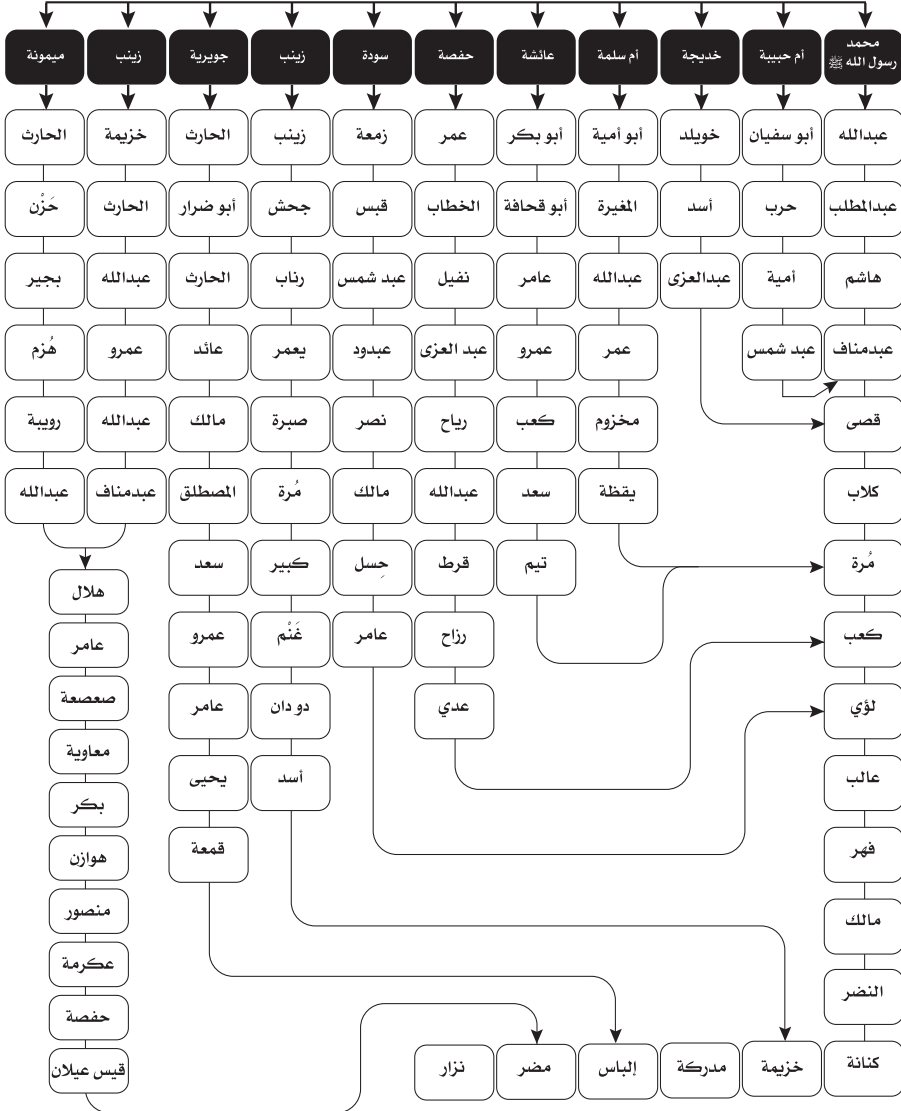 محمد
رسول الله ﷺ
أم حبيبة
خديجة
أم سلمة
عائشة
حفصة
سودة
زينب
جويرية
زينب
ميمونة
عبدالله
أبو سفيان
خويلد
أبو أمية
أبو بكر
عمر
زمعة
زينب
الحارث
خزيمة
الحارث
عبدالمطلب
حرب
أسد
المغيرة
أبو قحافة
الخطاب
قبس
جحش
أبو ضرار
الحارث
حَزْن
هاشم
أمية
عبدالعزى
عبدالله
عامر
نفيل
عبد شمس
رناب
الحارث
عبدالله
بجير
عبدمناف
عبد شمس
عمر
عمرو
عبد العزى
عبدود
يعمر
عائد
عمرو
هُزم
قصى
مخزوم
كعب
رياح
نصر
صبرة
مالك
عبدالله
رويبة
كلاب
يقظة
سعد
عبدالله
مالك
مُرة
المصطلق
عبدمناف
عبدالله
مُرة
تيم
قرط
حِسل
كبير
سعد
هلال
كعب
رزاح
عامر
غَنْم
عمرو
عامر
لؤي
عدي
دو دان
عامر
صعصعة
عالب
أسد
يحيى
معاوية
بكر
فهر
قمعة
هوازن
مالك
منصور
عكرمة
النضر
حفصة
كنانة
خزيمة
مدركة
إلباس
مضر
نزار
قيس عيلان